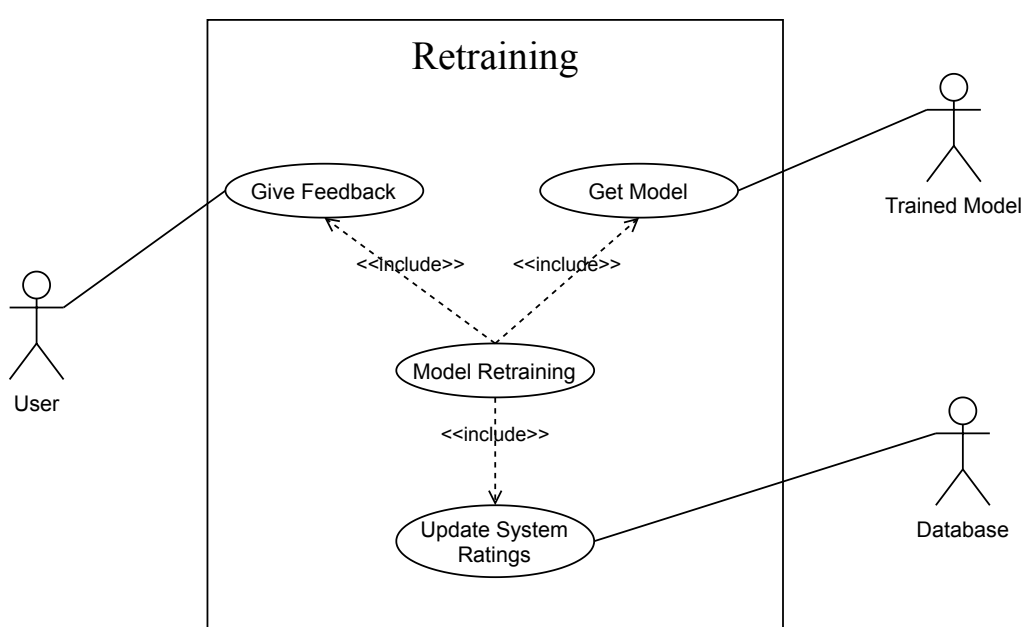 Retraining
Give Feedback
Get Model
Trained Model
<<include>>
<<include>>
Model Retraining
User
<<include>>
Update System
Ratings
Database